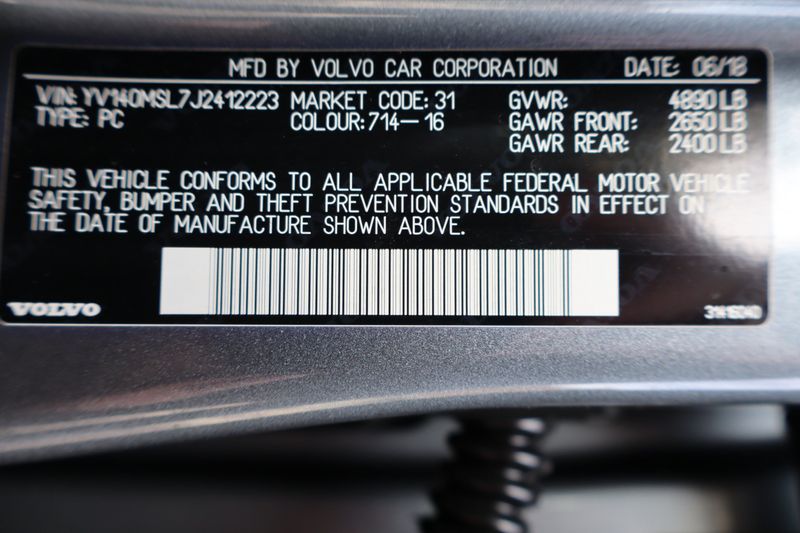 MFD BY VOLVO CAR CORPORATION DATE: 06/18
VIN: YV140MSL7J2412223 MARKET CODE: 31 GVWR: 4890 LB
TYPE: PC COLOUR: 714-16 GAWR FRONT: 2650 LB
GAWR REAR: 2400 LB
THIS VEHICLE CONFORMS TO ALL APPLICABLE FEDERAL MOTOR VEHICLE
SAFETY, BUMPER AND THEFT PREVENTION STANDARDS IN EFFECT ON
THE DATE OF MANUFACTURE SHOWN ABOVE.
VOLVO